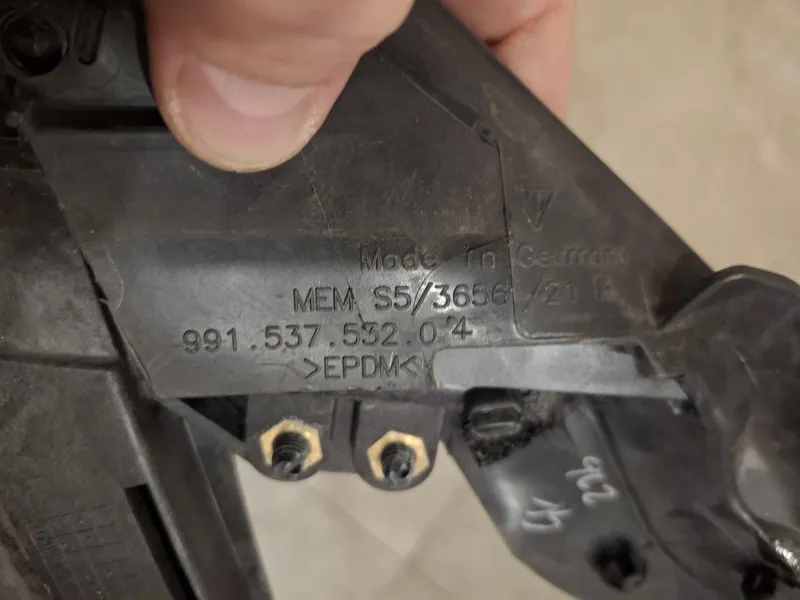 Made in Germany
MEM S5/3656 /21 R
991.537.532.04
>EPDM<